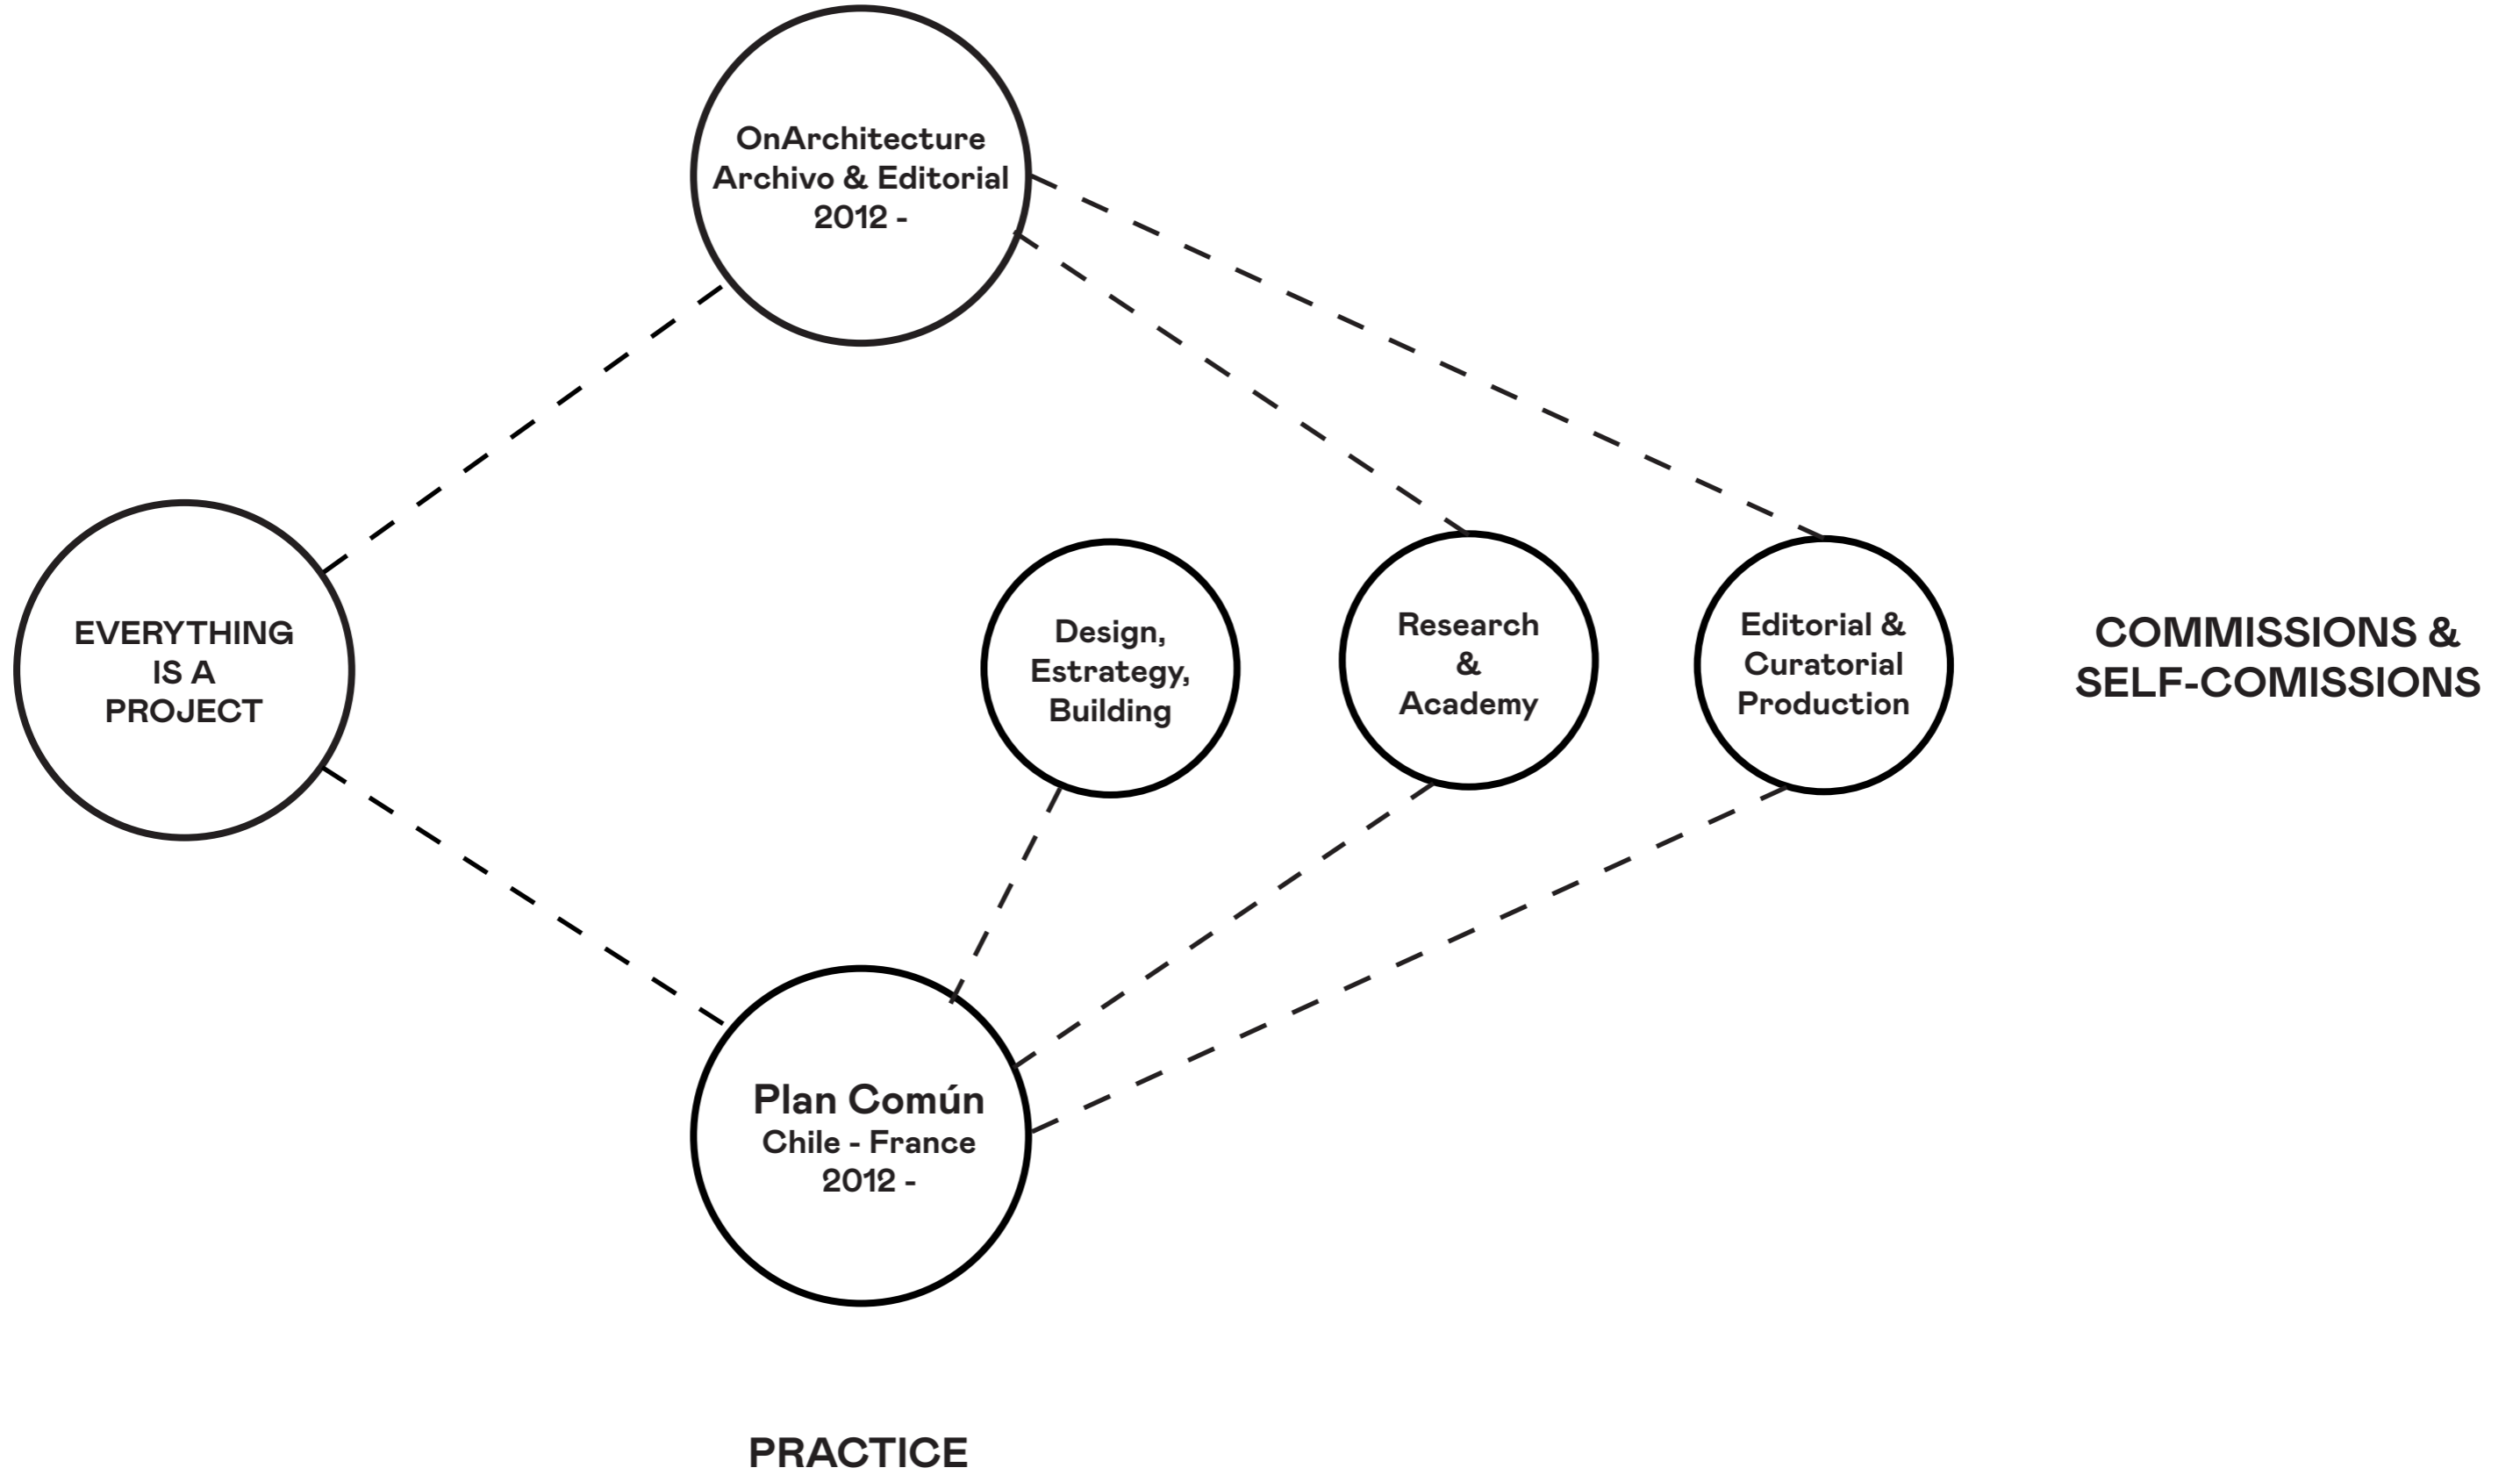 OnArchitecture
Archivo & Editorial
2012 -
EVERYTHING
IS A
PROJECT
Design,
Estrategy,
Building
Research
&
Academy
Editorial &
Curatorial
Production
COMMISSIONS &
SELF-COMISSIONS
Plan Común
Chile - France
2012 -
PRACTICE